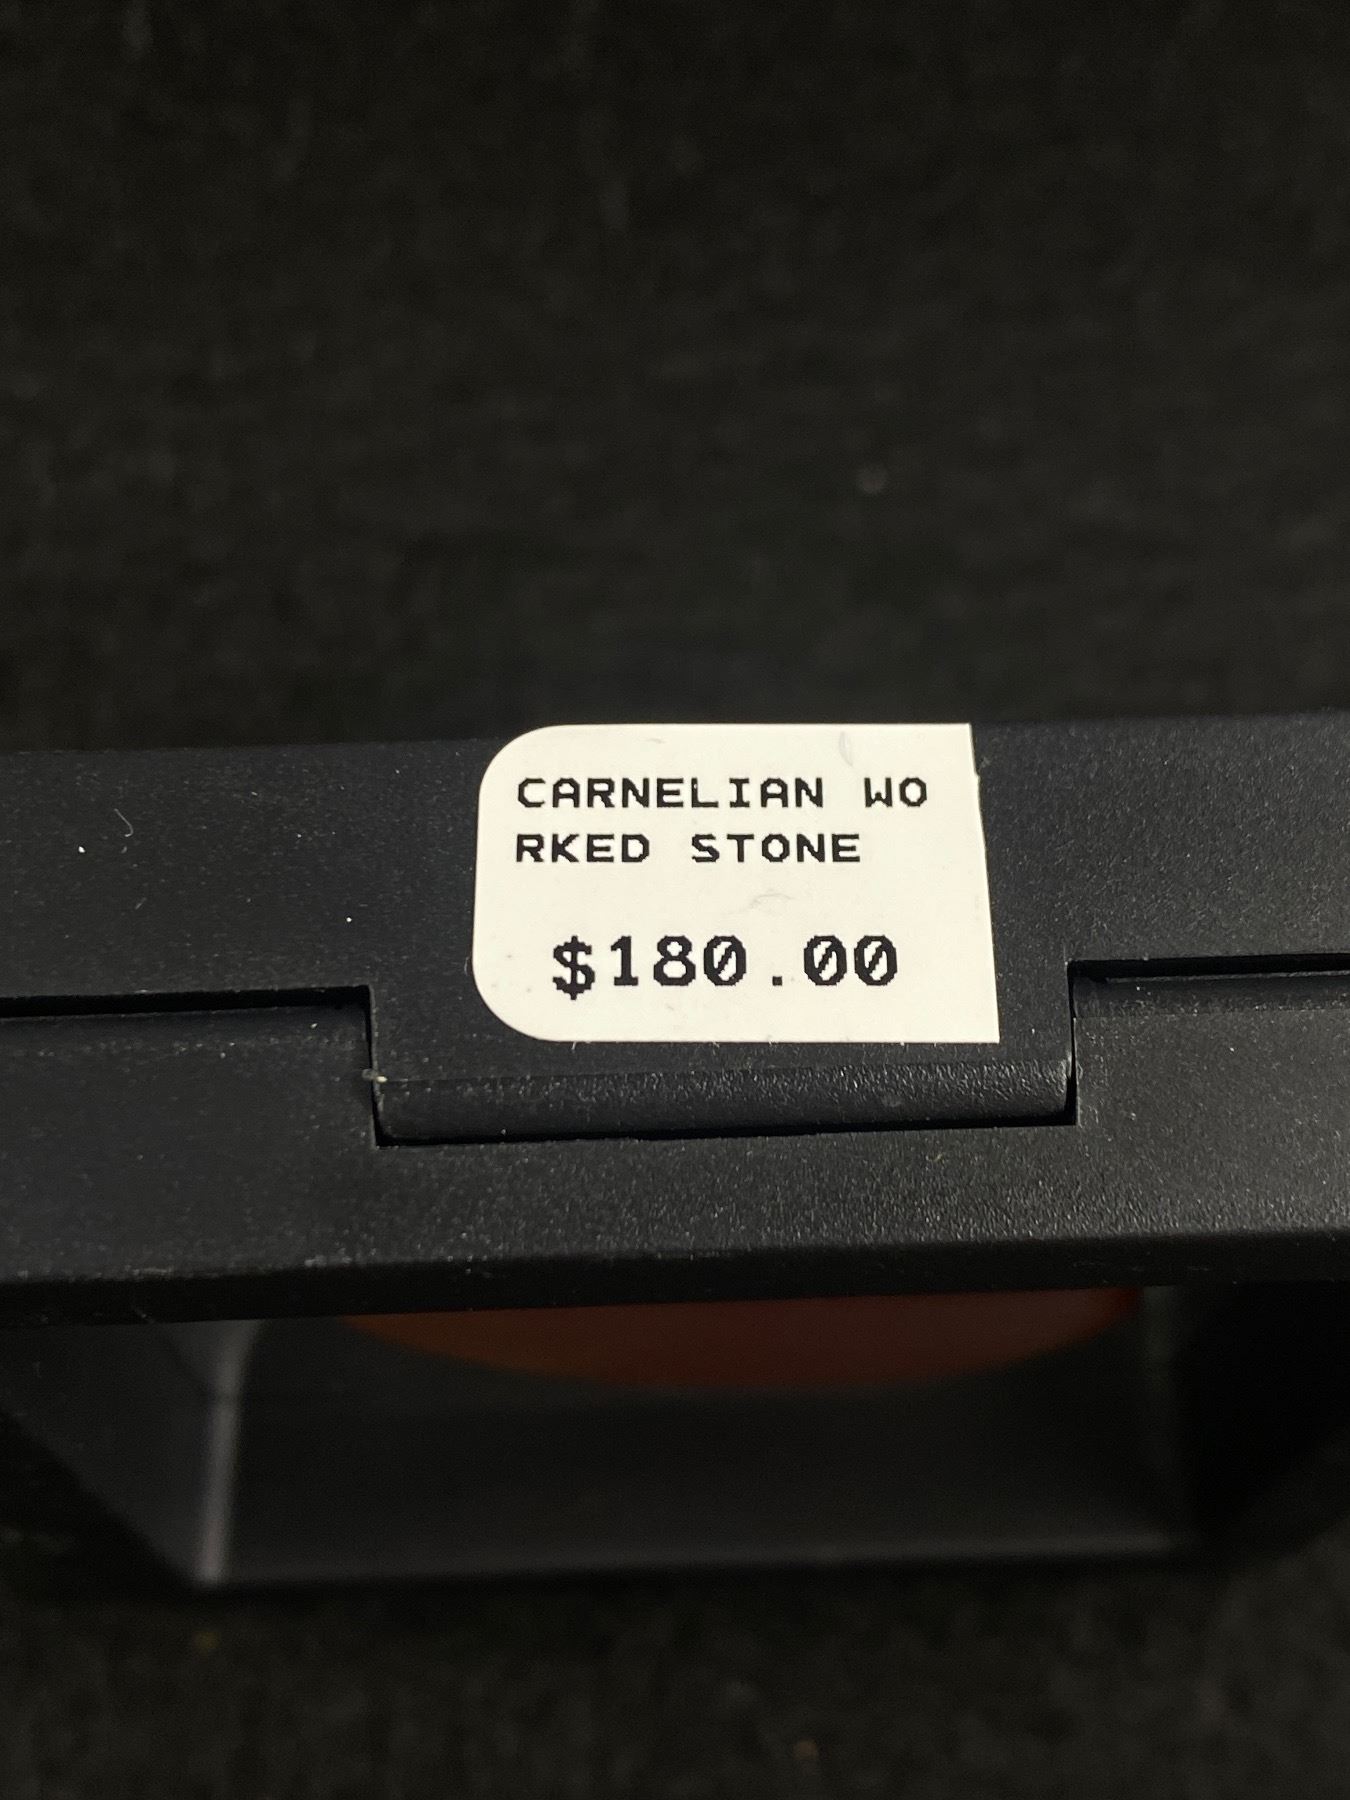 CARNELIAN WO
RKED STONE
$180.00